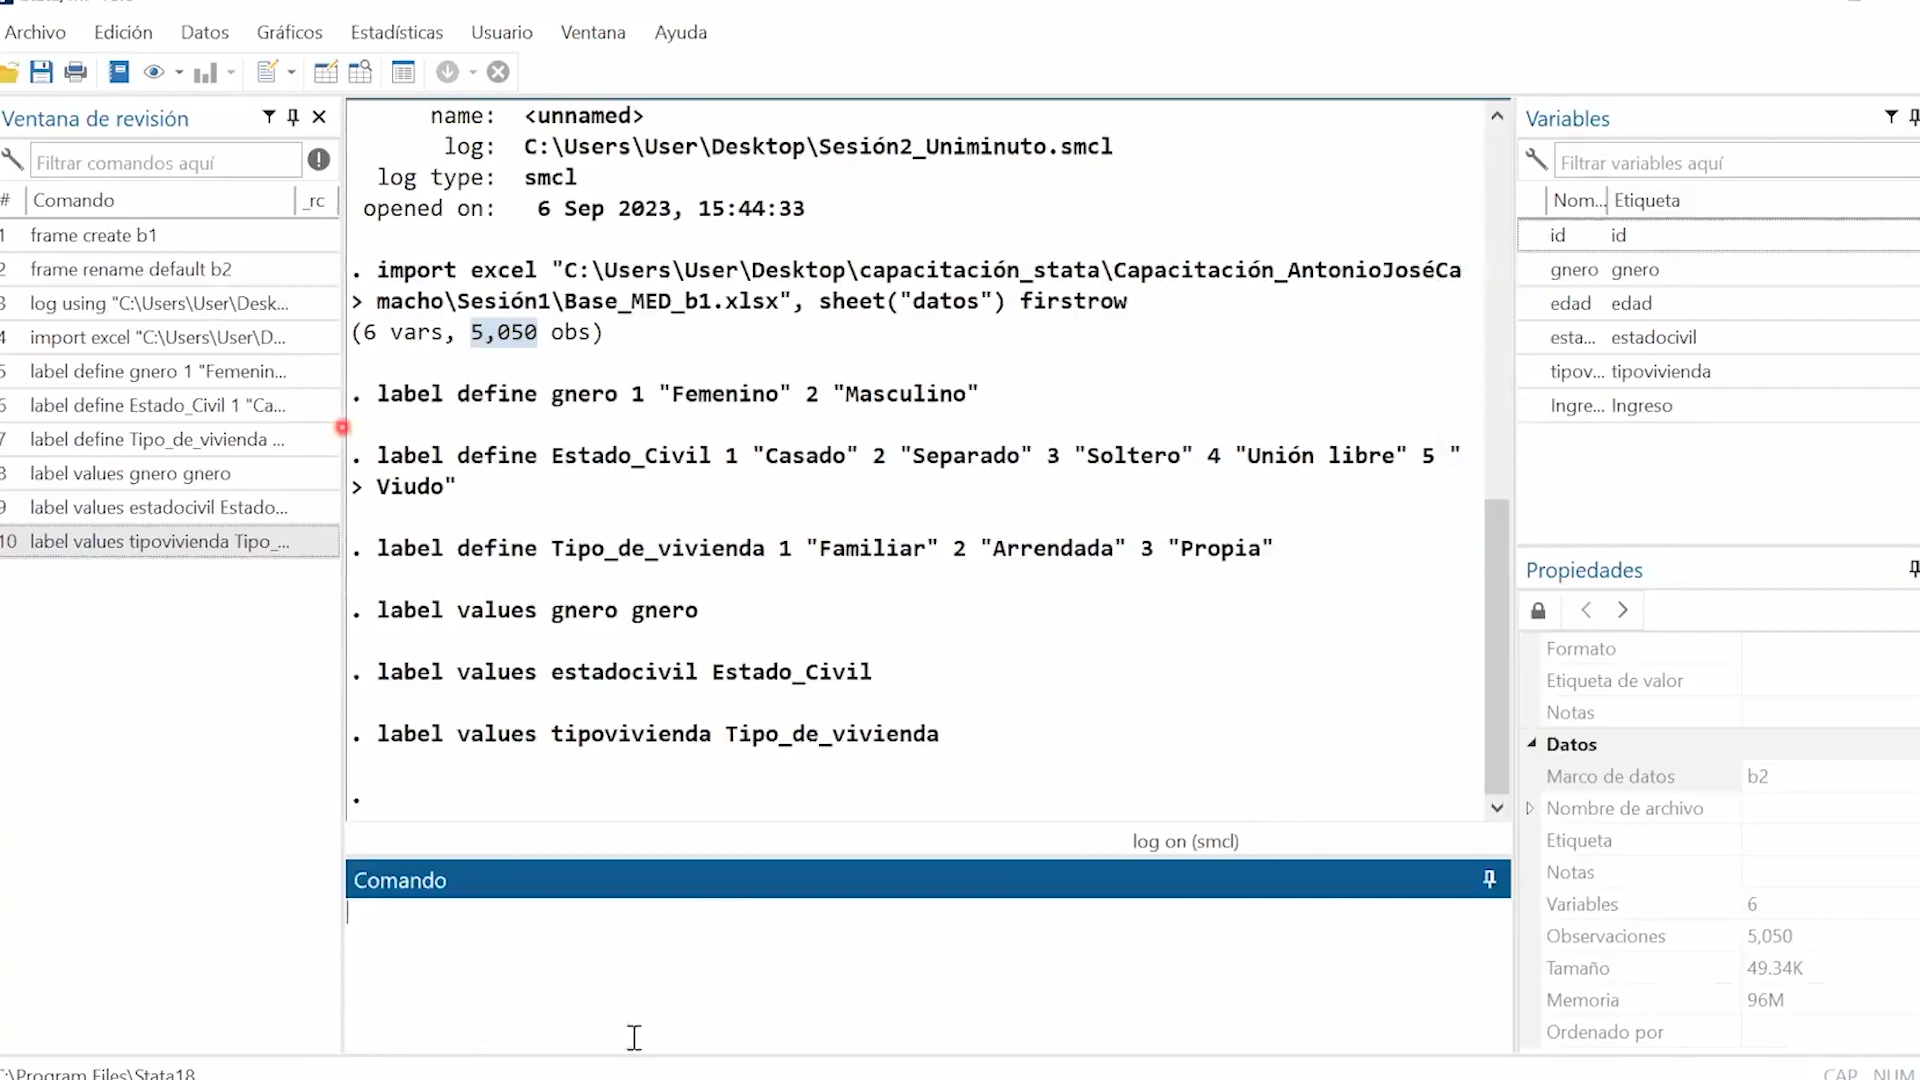 Archivo Edición Datos Gráficos Estadísticas Usuario Ventana Ayuda
Ventana de revisión
Filtrar comandos aquí
# Comando _rc
1 frame create b1
2 frame rename default b2
3 log using "C:\Users\User\Desk...
4 import excel "C:\Users\User\D...
5 label define gnero 1 "Femenin...
6 label define Estado_Civil 1 "Ca...
7 label define Tipo_de_vivienda ...
8 label values gnero gnero
9 label values estadocivil Estado...
10 label values tipovivienda Tipo_...
name: <unnamed>
log: C:\Users\User\Desktop\Sesión2_Uniminuto.smcl
log type: smcl
opened on: 6 Sep 2023, 15:44:33
. import excel "C:\Users\User\Desktop\capacitación_stata\Capacitación_AntonioJoséCa
> macho\Sesión1\Base_MED_b1.xlsx", sheet("datos") firstrow
(6 vars, 5,050 obs)
. label define gnero 1 "Femenino" 2 "Masculino"
. label define Estado_Civil 1 "Casado" 2 "Separado" 3 "Soltero" 4 "Unión libre" 5 "
> Viudo"
. label define Tipo_de_vivienda 1 "Familiar" 2 "Arrendada" 3 "Propia"
. label values gnero gnero
. label values estadocivil Estado_Civil
. label values tipovivienda Tipo_de_vivienda
.
log on (smcl)
Comando
Variables
Filtrar variables aquí
Nom... Etiqueta
id id
gnero gnero
edad edad
esta... estadocivil
tipov... tipovivienda
Ingre... Ingreso
Propiedades
Formato
Etiqueta de valor
Notas
Datos
Marco de datos b2
Nombre de archivo
Etiqueta
Notas
Variables 6
Observaciones 5,050
Tamaño 49.34K
Memoria 96M
Ordenado por
C:\Program Files\Stata18
CAP NUM